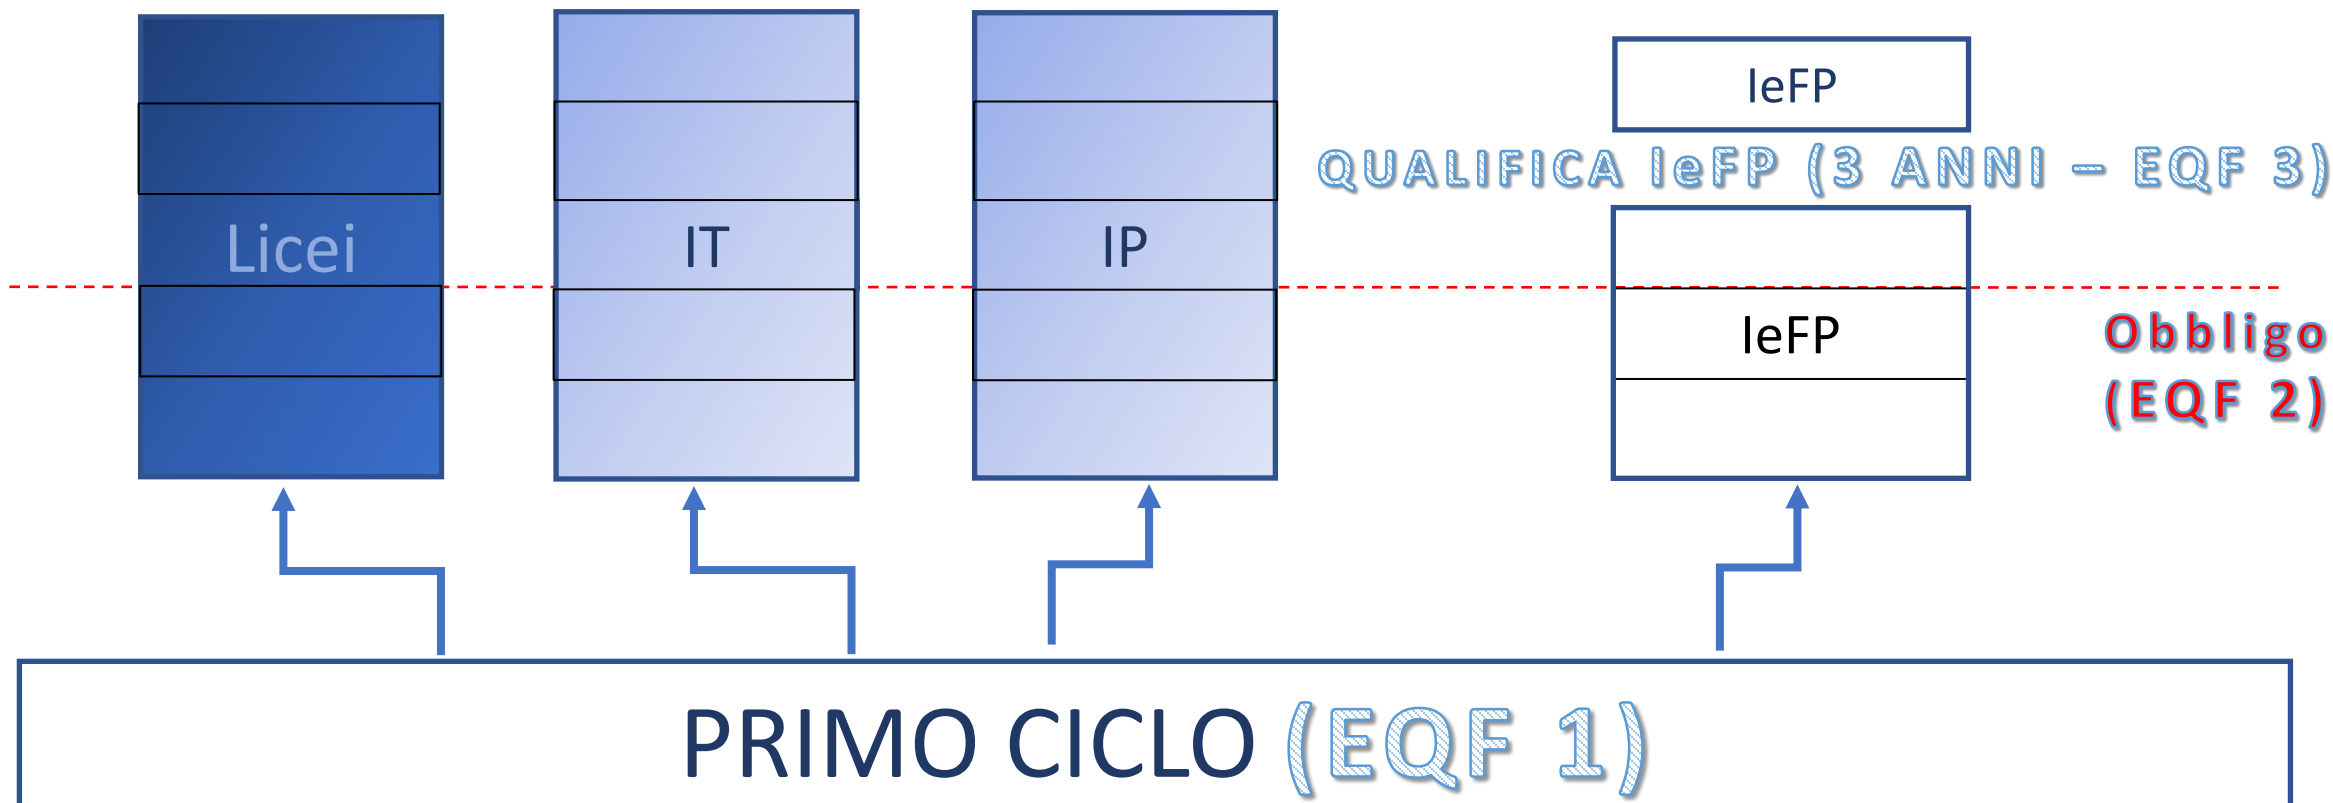 IeFP
QUALIFICA IeFP (3 ANNI – EQF 3)
Licei
IT
IP
IeFP
Obbligo
(EQF 2)
PRIMO CICLO (EQF 1)